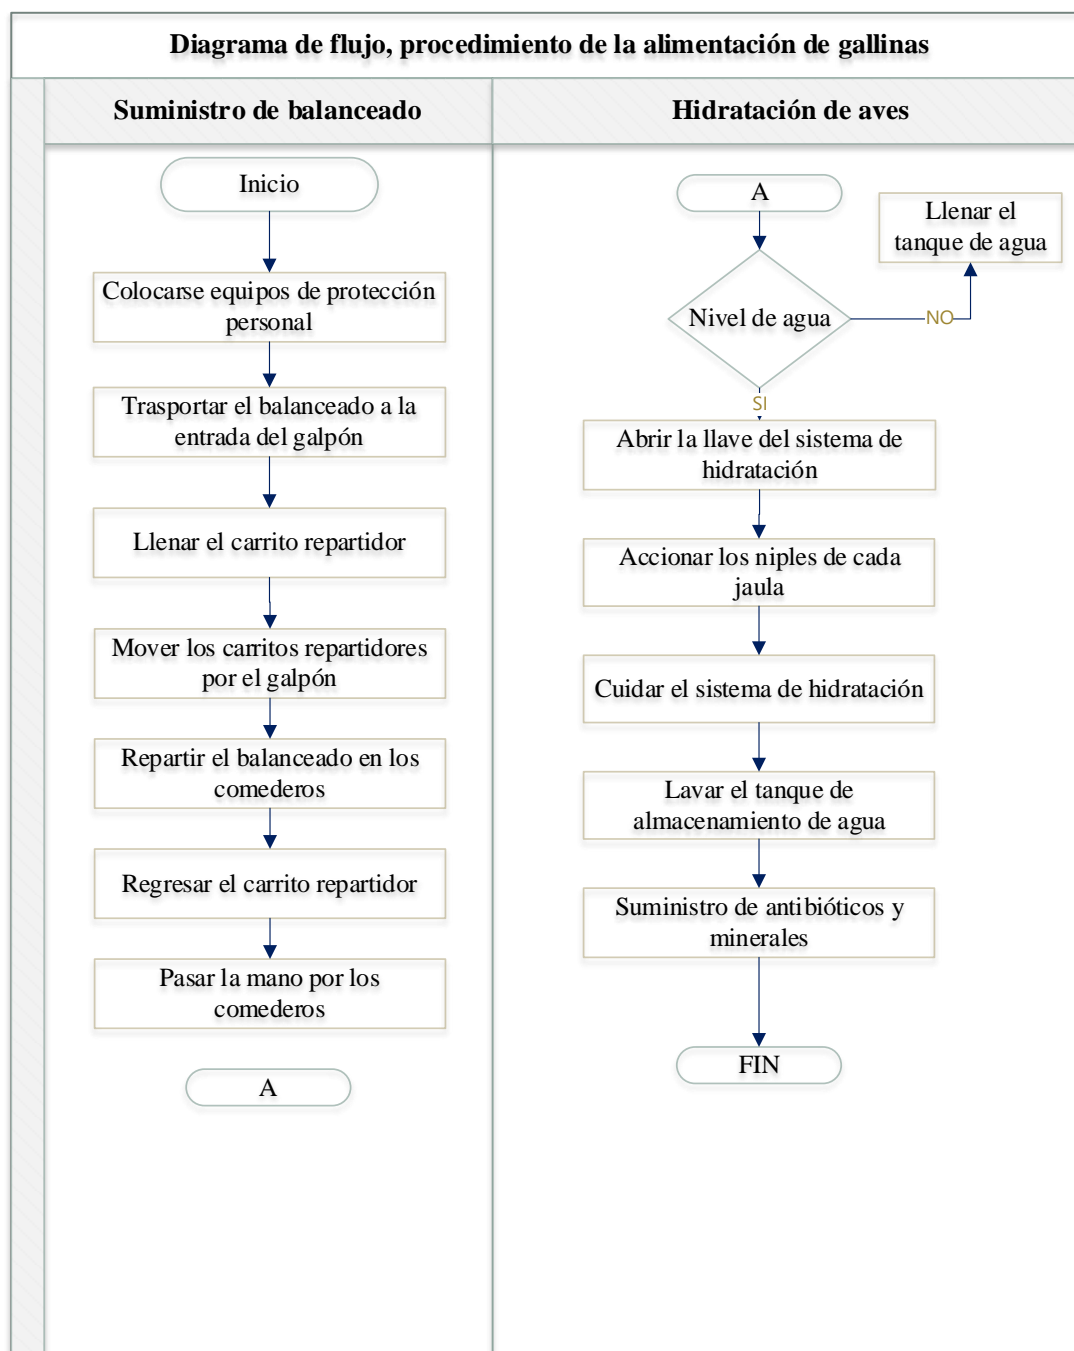 Diagrama de flujo, procedimiento de la alimentación de gallinas
Suministro de balanceado
Inicio
Colocarse equipos de protección
personal
Trasportar el balanceado a la
entrada del galpón
Llenar el carrito repartidor
Mover los carritos repartidores
por el galpón
Repartir el balanceado en los
comederos
Regresar el carrito repartidor
Pasar la mano por los
comederos
A
Hidratación de aves
A
Llenar el
tanque de agua
Nivel de agua
NO
SI
Abrir la llave del sistema de
hidratación
Accionar los niples de cada
jaula
Cuidar el sistema de hidratación
Lavar el tanque de
almacenamiento de agua
Suministro de antibióticos y
minerales
FIN